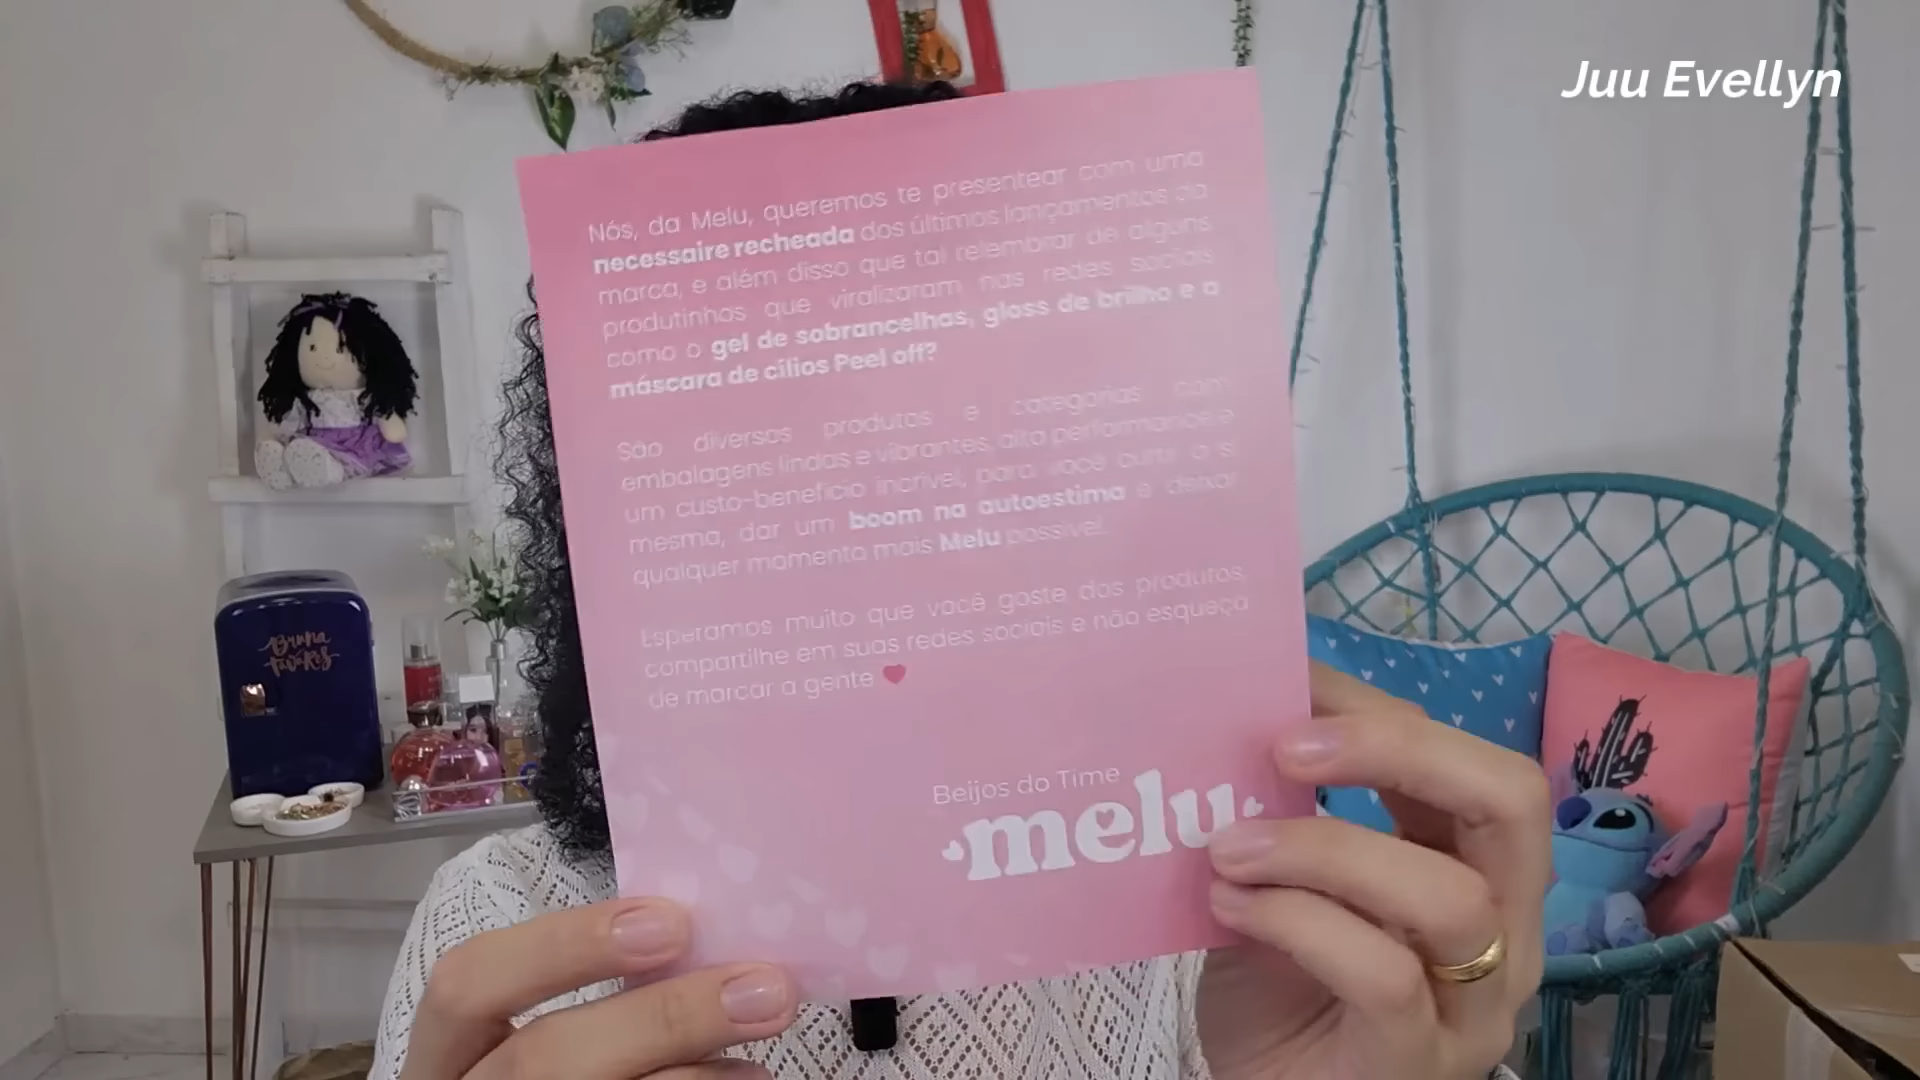 Juu Evellyn
Nós, da Melu, queremos te presentear com uma
necessaire recheada dos últimos lançamentos da
marca, e além disso que tal relembrar de alguns
produtinhos que viralizaram nas redes sociais
como o gel de sobrancelhas, gloss de brilho e a
máscara de cílios Peel off?
São diversos produtos e categorias com
embalagens lindas e vibrantes, alta performance e
um custo-benefício incrível, para você curtir a si
mesma, dar um boom na autoestima e deixar
qualquer momento mais Melu possível.
Esperamos muito que você goste dos produtos,
compartilhe em suas redes sociais e não esqueça
de marcar a gente
Beijos do Time
melu
Bruna
Tavares